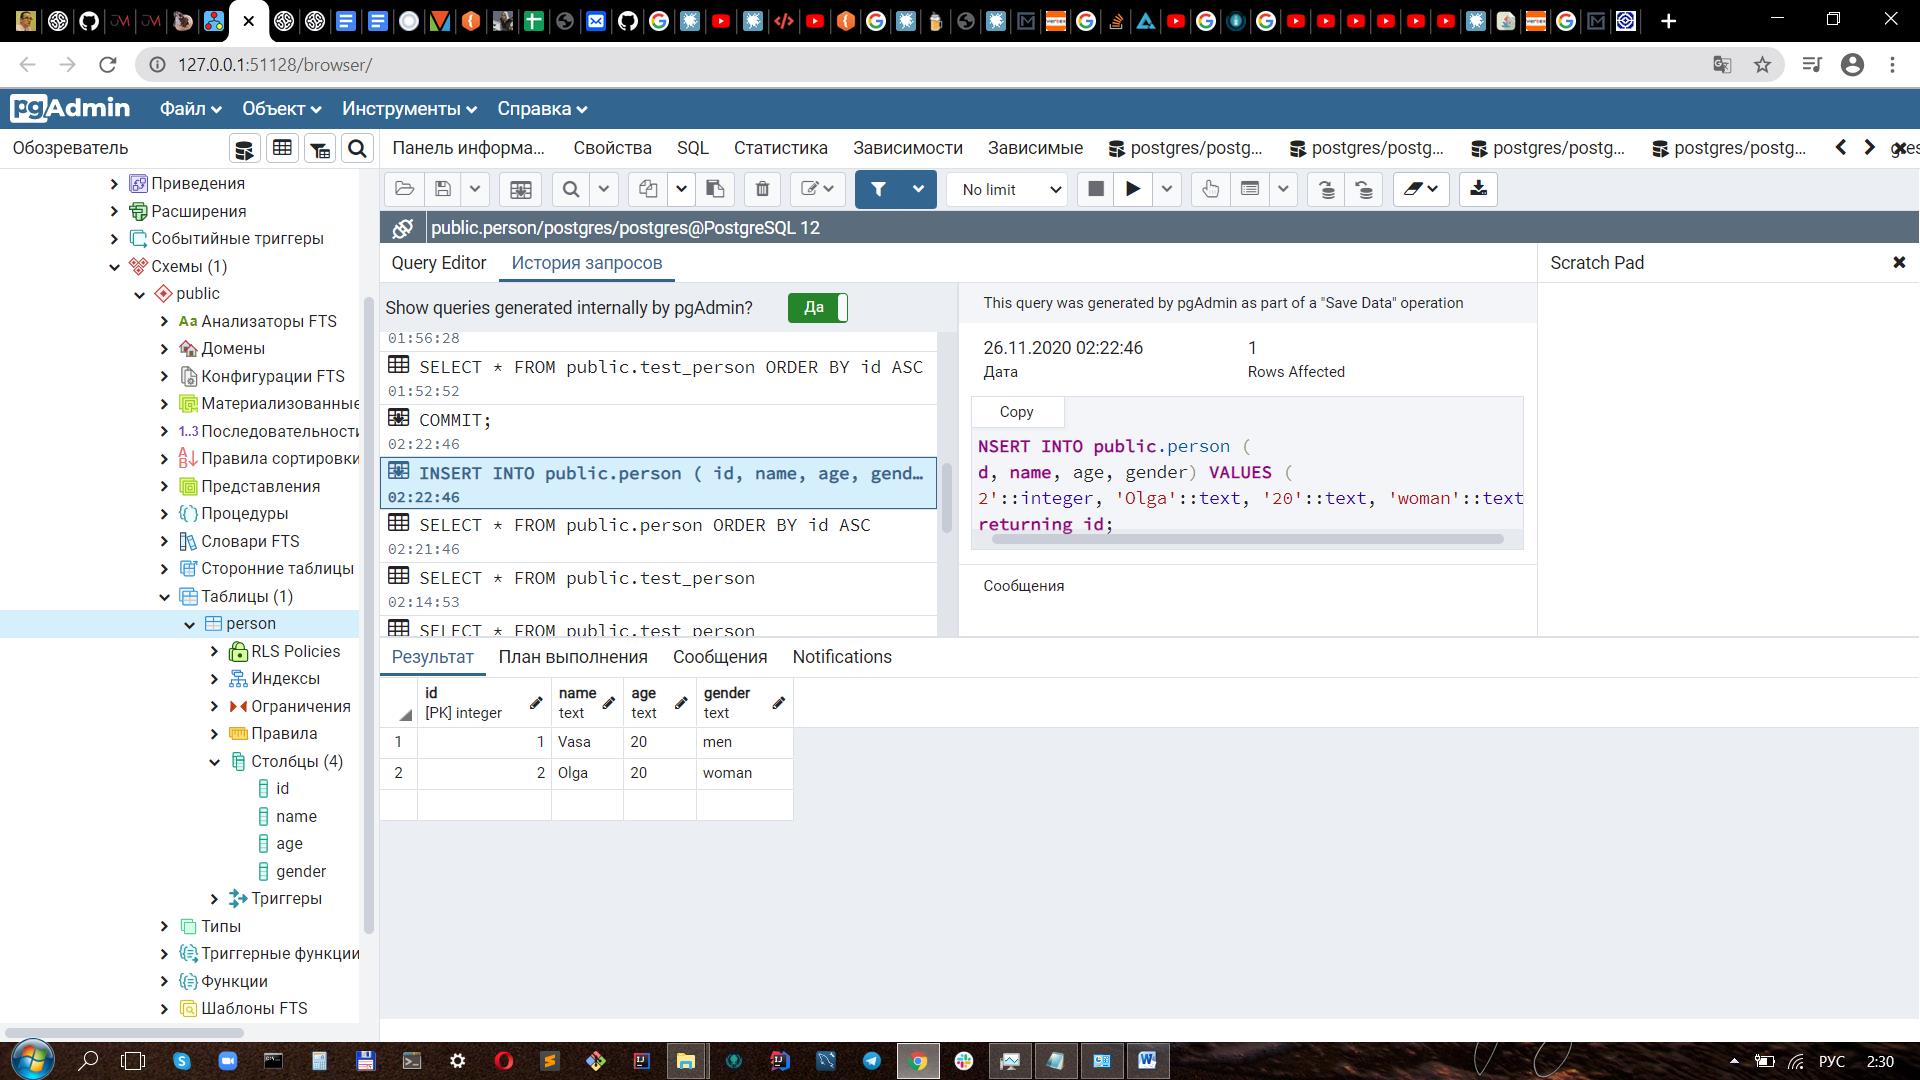 127.0.0.1:51128/browser/
pgAdmin Файл Объект Инструменты Справка
Обозреватель
Панель информа... Свойства SQL Статистика Зависимости Зависимые postgres/postg... postgres/postg... postgres/postg... postgres/postg...
Приведения
Расширения
Событийные триггеры
Схемы (1)
public
Aa Анализаторы FTS
Домены
Конфигурации FTS
Материализованные
1..3 Последовательности
Правила сортировки
Представления
Процедуры
Словари FTS
Сторонние таблицы
Таблицы (1)
person
RLS Policies
Индексы
Ограничения
Правила
Столбцы (4)
id
name
age
gender
Триггеры
Типы
Триггерные функции
Функции
Шаблоны FTS
No limit
public.person/postgres/postgres@PostgreSQL 12
Query Editor История запросов
Scratch Pad
Show queries generated internally by pgAdmin? Да
01:56:28
SELECT * FROM public.test_person ORDER BY id ASC
01:52:52
COMMIT;
02:22:46
INSERT INTO public.person ( id, name, age, gend...
02:22:46
SELECT * FROM public.person ORDER BY id ASC
02:21:46
SELECT * FROM public.test_person
02:14:53
SELECT * FROM public.test_person
This query was generated by pgAdmin as part of a "Save Data" operation
26.11.2020 02:22:46 1
Дата Rows Affected
Copy
NSERT INTO public.person (
d, name, age, gender) VALUES (
2'::integer, 'Olga'::text, '20'::text, 'woman'::text
returning id;
Сообщения
Результат План выполнения Сообщения Notifications
id name age gender
[PK] integer text text text
1 1 Vasa 20 men
2 2 Olga 20 woman
РУС 2:30